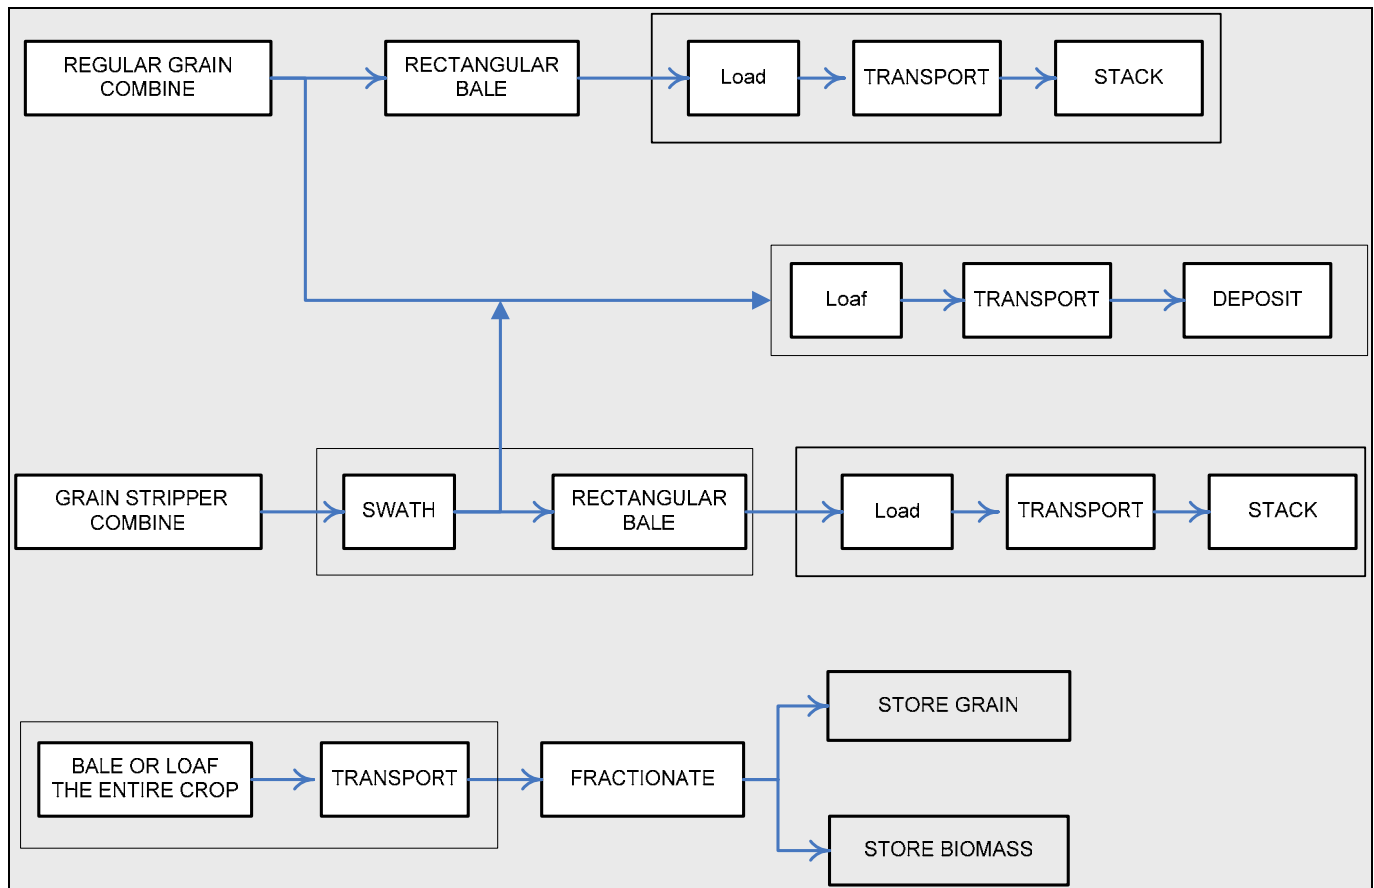 REGULAR GRAIN
COMBINE
RECTANGULAR
BALE
Load
TRANSPORT
STACK
Loaf
TRANSPORT
DEPOSIT
GRAIN STRIPPER
COMBINE
SWATH
RECTANGULAR
BALE
Load
TRANSPORT
STACK
BALE OR LOAF
THE ENTIRE CROP
TRANSPORT
FRACTIONATE
STORE GRAIN
STORE BIOMASS